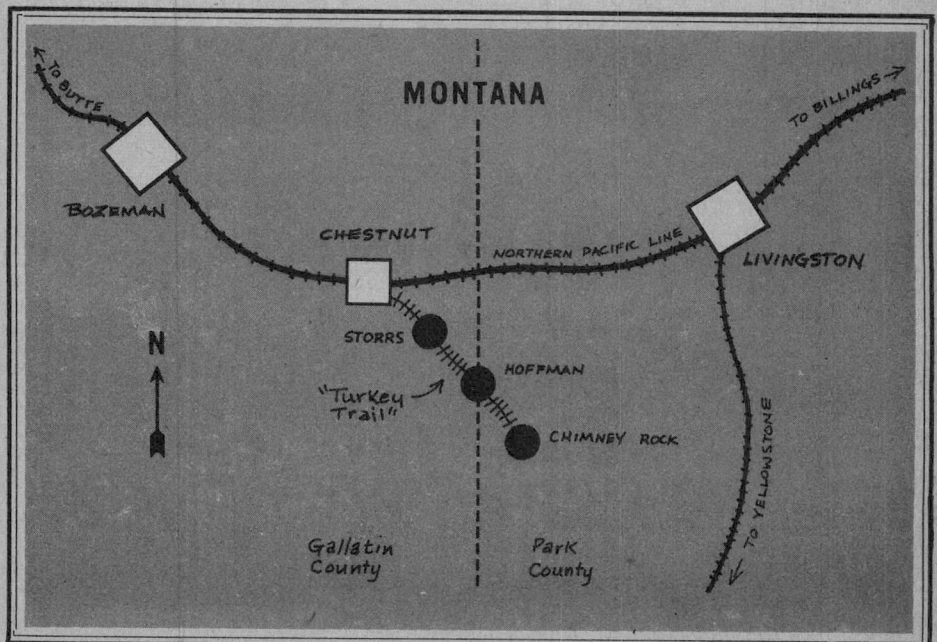 TO BUTTE
MONTANA
TO BILLINGS
BOZEMAN
CHESTNUT
NORTHERN PACIFIC LINE
LIVINGSTON
STORRS
N
HOFFMAN
"Turkey
Trail"
CHIMNEY ROCK
TO YELLOWSTONE
Gallatin
County
Park
County